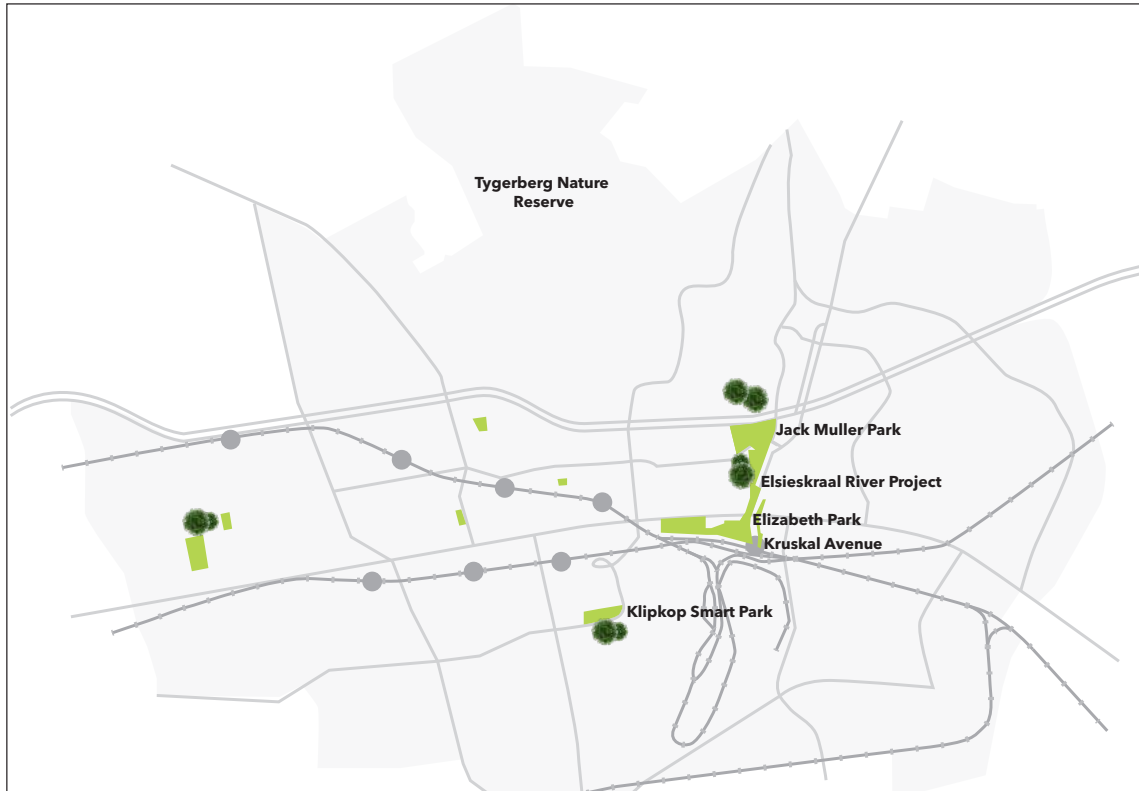 Tygerberg Nature
Reserve
Jack Muller Park
Elsieskraal River Project
Elizabeth Park
Kruskal Avenue
Klipkop Smart Park